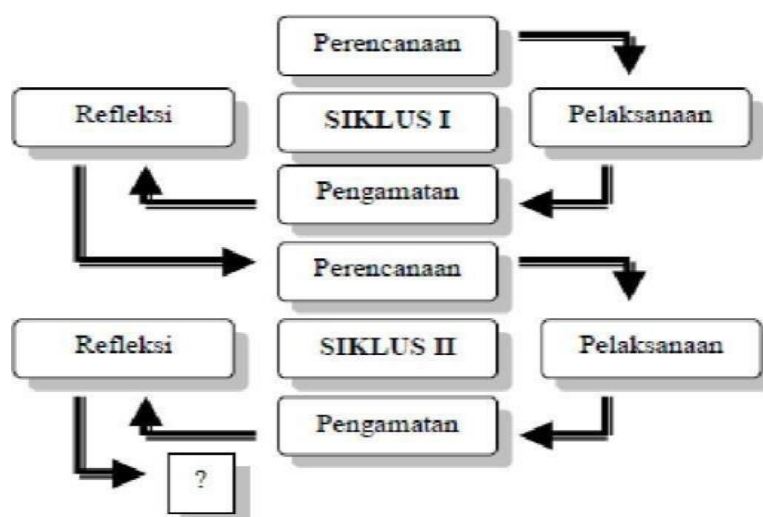 Perencanaan
Refleksi
SIKLUS I
Pelaksanaan
Pengamatan
Perencanaan
Refleksi
SIKLUS II
Pelaksanaan
Pengamatan
?